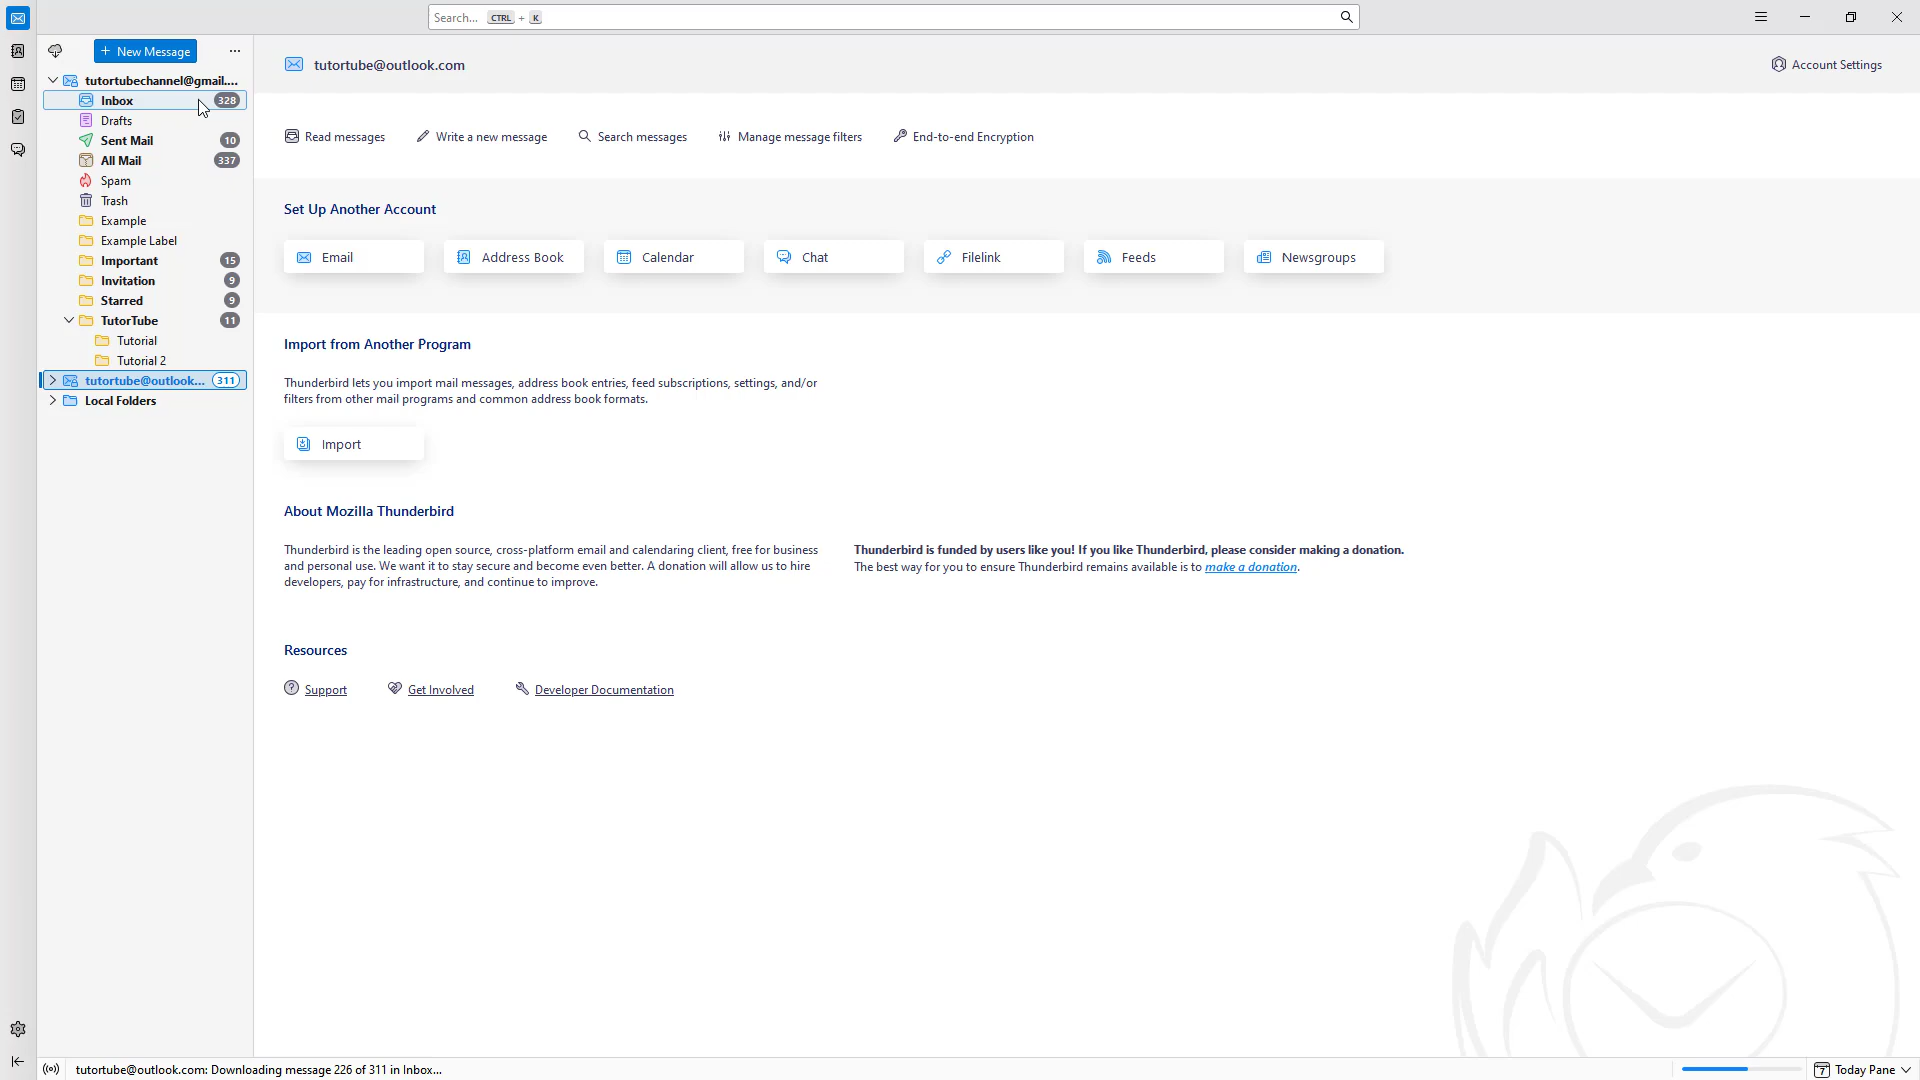 Search... CTRL + K
+ New Message ...
tutortubechannel@gmail....
Inbox 328
Drafts
Sent Mail 10
All Mail 337
Spam
Trash
Example
Example Label
Important 15
Invitation 9
Starred 9
TutorTube 11
Tutorial
Tutorial 2
tutortube@outlook... 311
Local Folders
tutortube@outlook.com
Account Settings
Read messages Write a new message Search messages Manage message filters End-to-end Encryption
Set Up Another Account
Email Address Book Calendar Chat Filelink Feeds Newsgroups
Import from Another Program
Thunderbird lets you import mail messages, address book entries, feed subscriptions, settings, and/or
filters from other mail programs and common address book formats.
Import
About Mozilla Thunderbird
Thunderbird is the leading open source, cross-platform email and calendaring client, free for business
and personal use. We want it to stay secure and become even better. A donation will allow us to hire
developers, pay for infrastructure, and continue to improve.
Thunderbird is funded by users like you! If you like Thunderbird, please consider making a donation.
The best way for you to ensure Thunderbird remains available is to make a donation.
Resources
Support Get Involved Developer Documentation
tutortube@outlook.com: Downloading message 226 of 311 in Inbox...
7 Today Pane